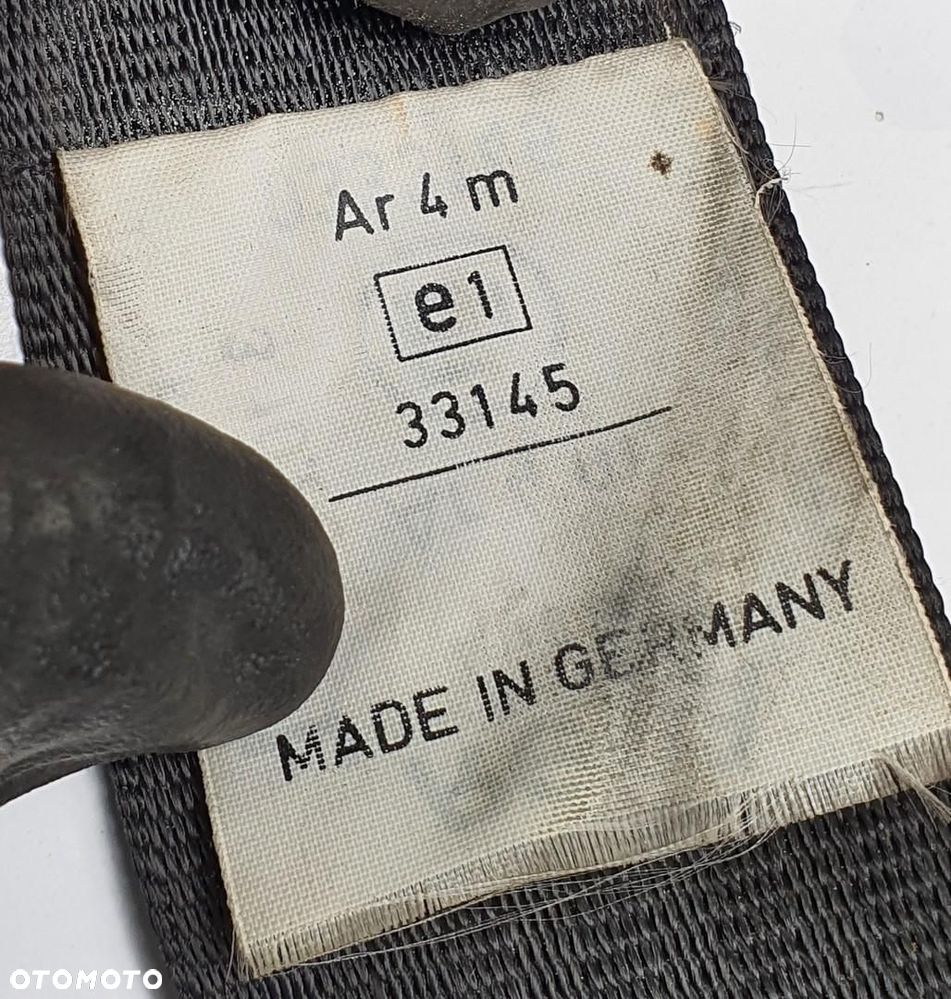 Ar 4 m
e1
33145
MADE IN GERMANY
OTOMOTO